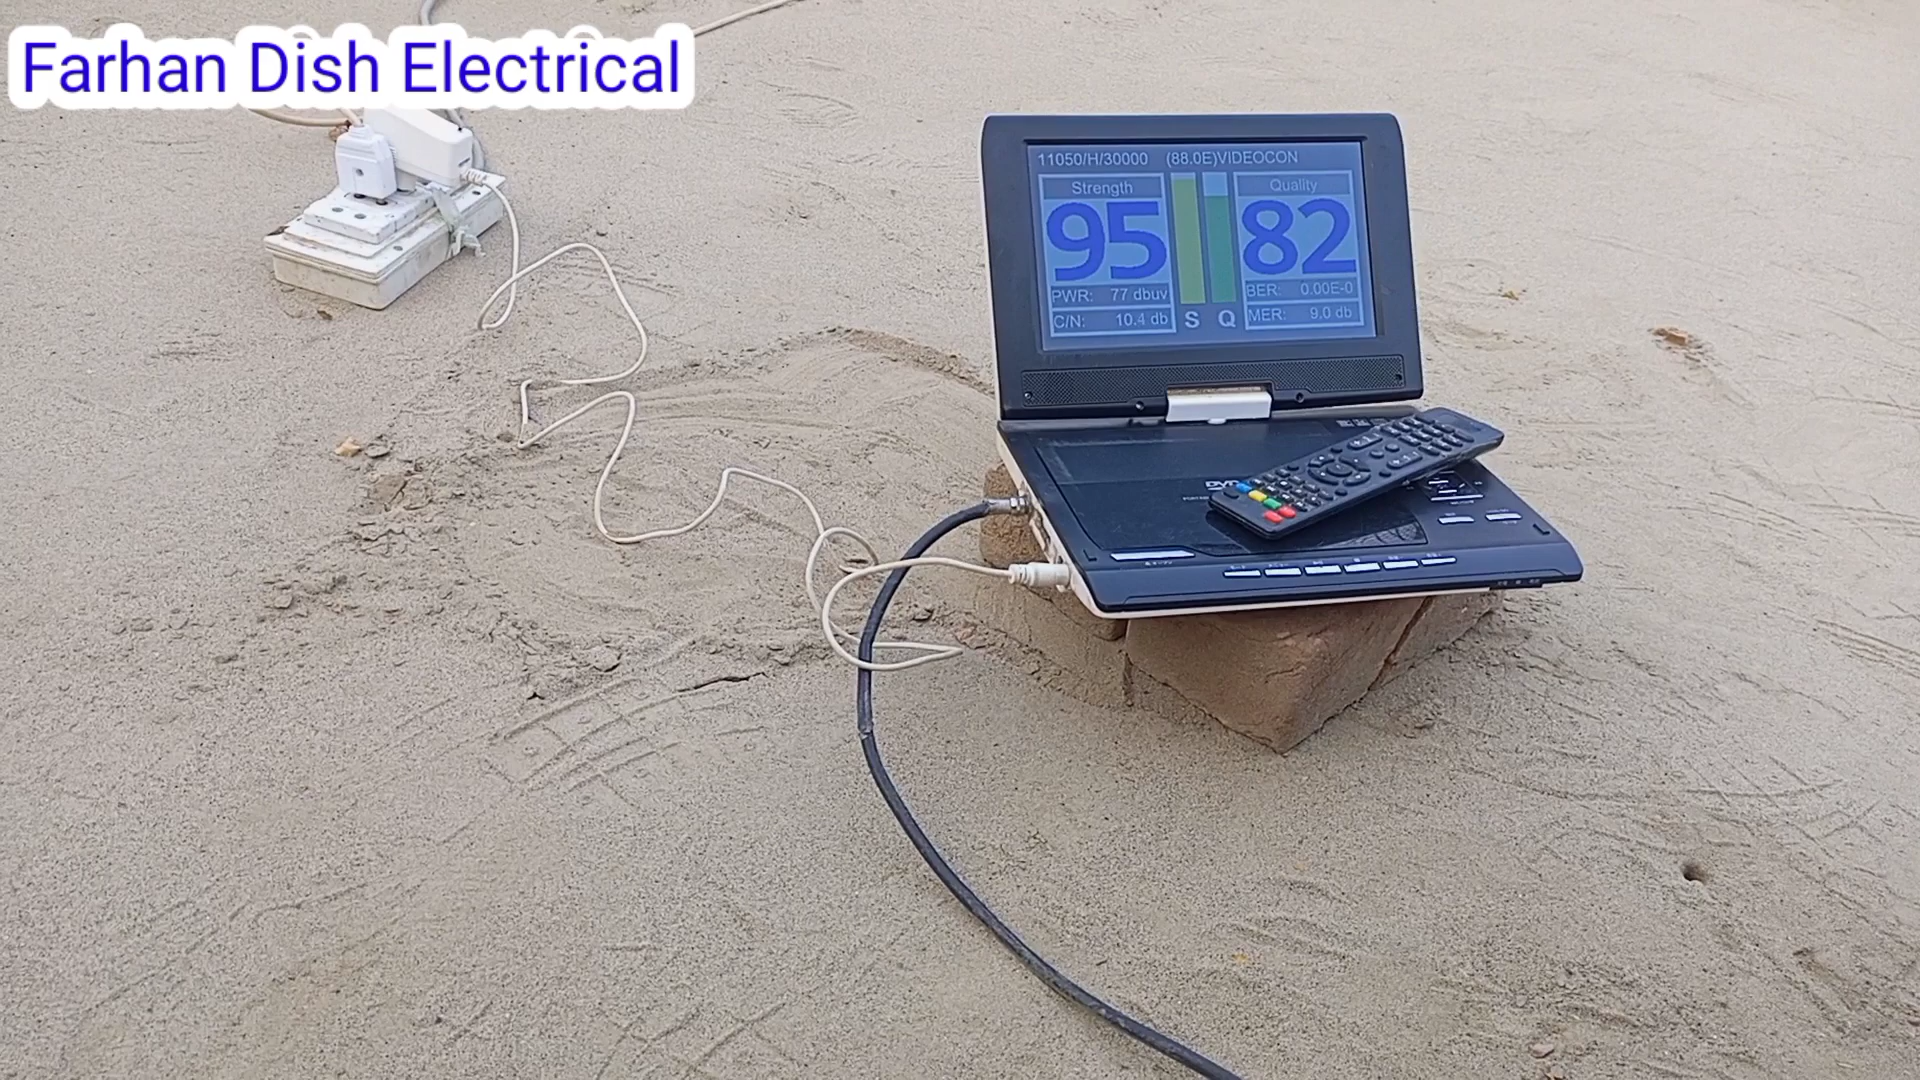 Farhan Dish Electrical
11050/H/30000 (88.0E)VIDEOCON
Strength
Quality
95
82
PWR: 77 dbuv
BER: 0.00E-0
C/N: 10.4 db
S Q
MER: 9.0 db